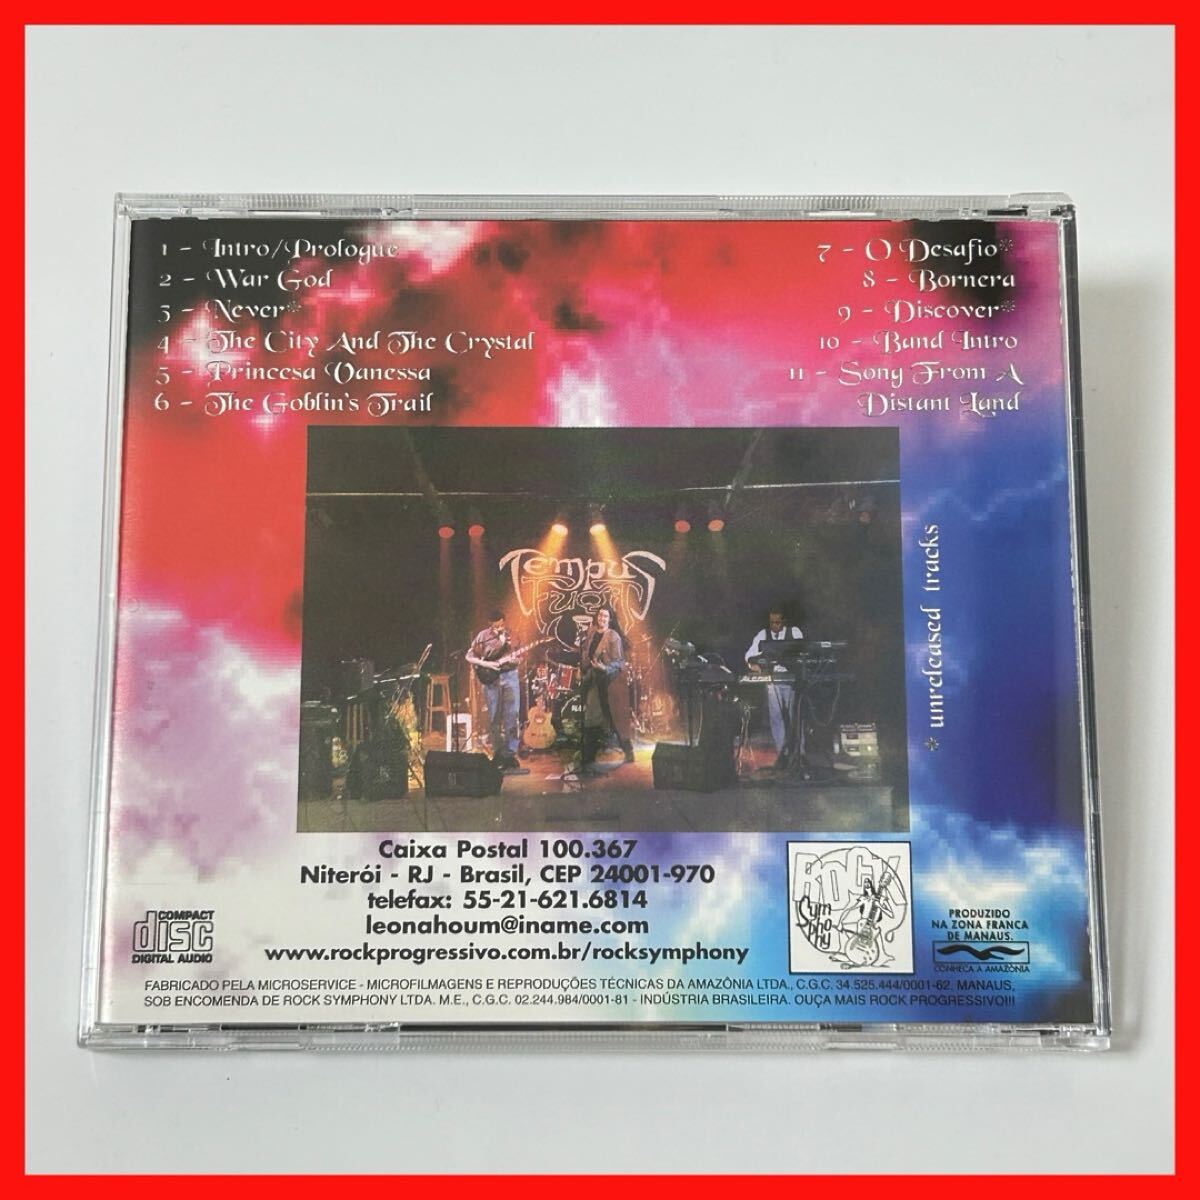 1 - Intro/Prologue
2 - War God
3 - Never*
4 - The City And The Crystal
5 - Princesa Vanessa
6 - The Goblin's Trail
7 - O Desafio*
8 - Bornera
9 - Discover*
10 - Band Intro
11 - Song From A
Distant Land
* unreleased tracks
Tempus
Fugit
Caixa Postal 100.367
Niterói - RJ - Brasil, CEP 24001-970
telefax: 55-21-621.6814
leonahoum@iname.com
www.rockprogressivo.com.br/rocksymphony
COMPACT
disc
DIGITAL AUDIO
ROCK
Symphony
PRODUZIDO
NA ZONA FRANCA
DE MANAUS.
CONHEÇA A AMAZÔNIA
FABRICADO PELA MICROSERVICE - MICROFILMAGENS E REPRODUÇÕES TÉCNICAS DA AMAZÔNIA LTDA., C.G.C. 34.525.444/0001-62. MANAUS,
SOB ENCOMENDA DE ROCK SYMPHONY LTDA. M.E., C.G.C. 02.244.984/0001-81 - INDÚSTRIA BRASILEIRA. OUÇA MAIS ROCK PROGRESSIVO!!!